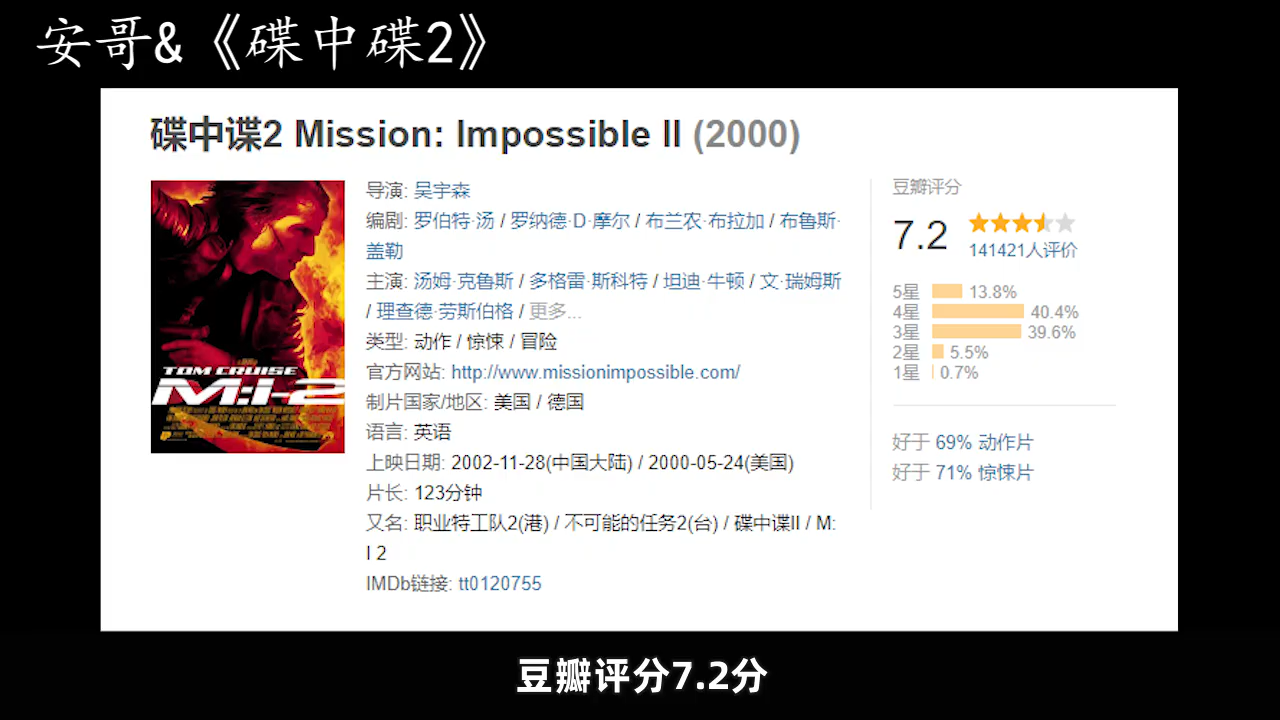 安哥&《碟中碟2》
碟中谍2 Mission: Impossible II (2000)
导演: 吴宇森
编剧: 罗伯特·汤 / 罗纳德·D·摩尔 / 布兰农·布拉加 / 布鲁斯·
盖勒
主演: 汤姆·克鲁斯 / 多格雷·斯科特 / 坦迪·牛顿 / 文·瑞姆斯
/ 理查德·劳斯伯格 / 更多...
类型: 动作 / 惊悚 / 冒险
官方网站: http://www.missionimpossible.com/
制片国家/地区: 美国 / 德国
语言: 英语
上映日期: 2002-11-28(中国大陆) / 2000-05-24(美国)
片长: 123分钟
又名: 职业特工队2(港) / 不可能的任务2(台) / 碟中谍II / M:
I 2
IMDb链接: tt0120755
TOM CRUISE
M:I-2
豆瓣评分
7.2
141421人评价
5星 13.8%
4星 40.4%
3星 39.6%
2星 5.5%
1星 0.7%
好于 69% 动作片
好于 71% 惊悚片
豆瓣评分7.2分